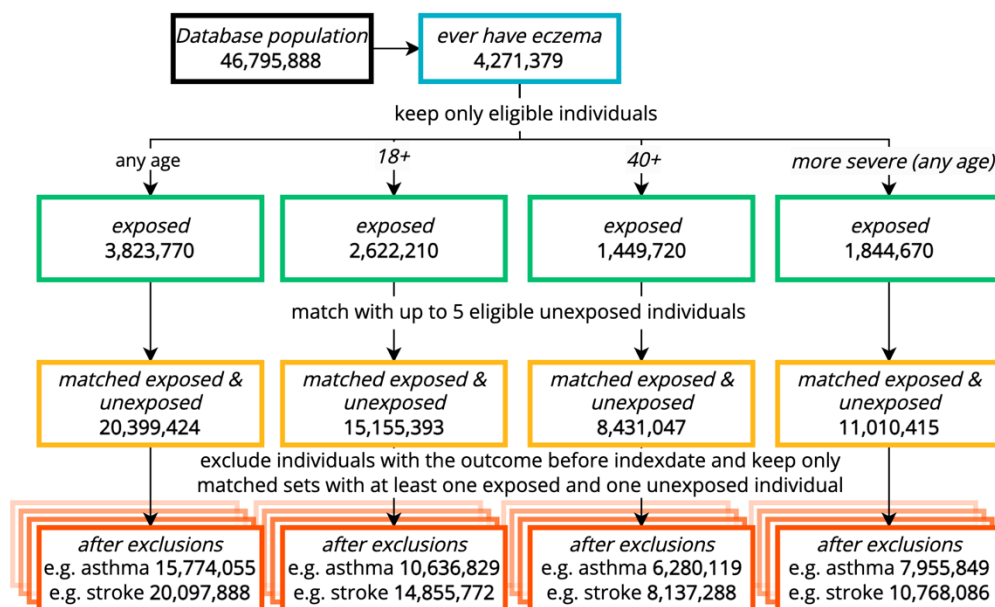 Database population
46,795,888
ever have eczema
4,271,379
keep only eligible individuals
any age
18+
40+
more severe (any age)
exposed
3,823,770
exposed
2,622,210
exposed
1,449,720
exposed
1,844,670
match with up to 5 eligible unexposed individuals
matched exposed &
unexposed
20,399,424
matched exposed &
unexposed
15,155,393
matched exposed &
unexposed
8,431,047
matched exposed &
unexposed
11,010,415
exclude individuals with the outcome before indexdate and keep only
matched sets with at least one exposed and one unexposed individual
after exclusions
e.g. asthma 15,774,055
e.g. stroke 20,097,888
after exclusions
e.g. asthma 10,636,829
e.g. stroke 14,855,772
after exclusions
e.g. asthma 6,280,119
e.g. stroke 8,137,288
after exclusions
e.g. asthma 7,955,849
e.g. stroke 10,768,086